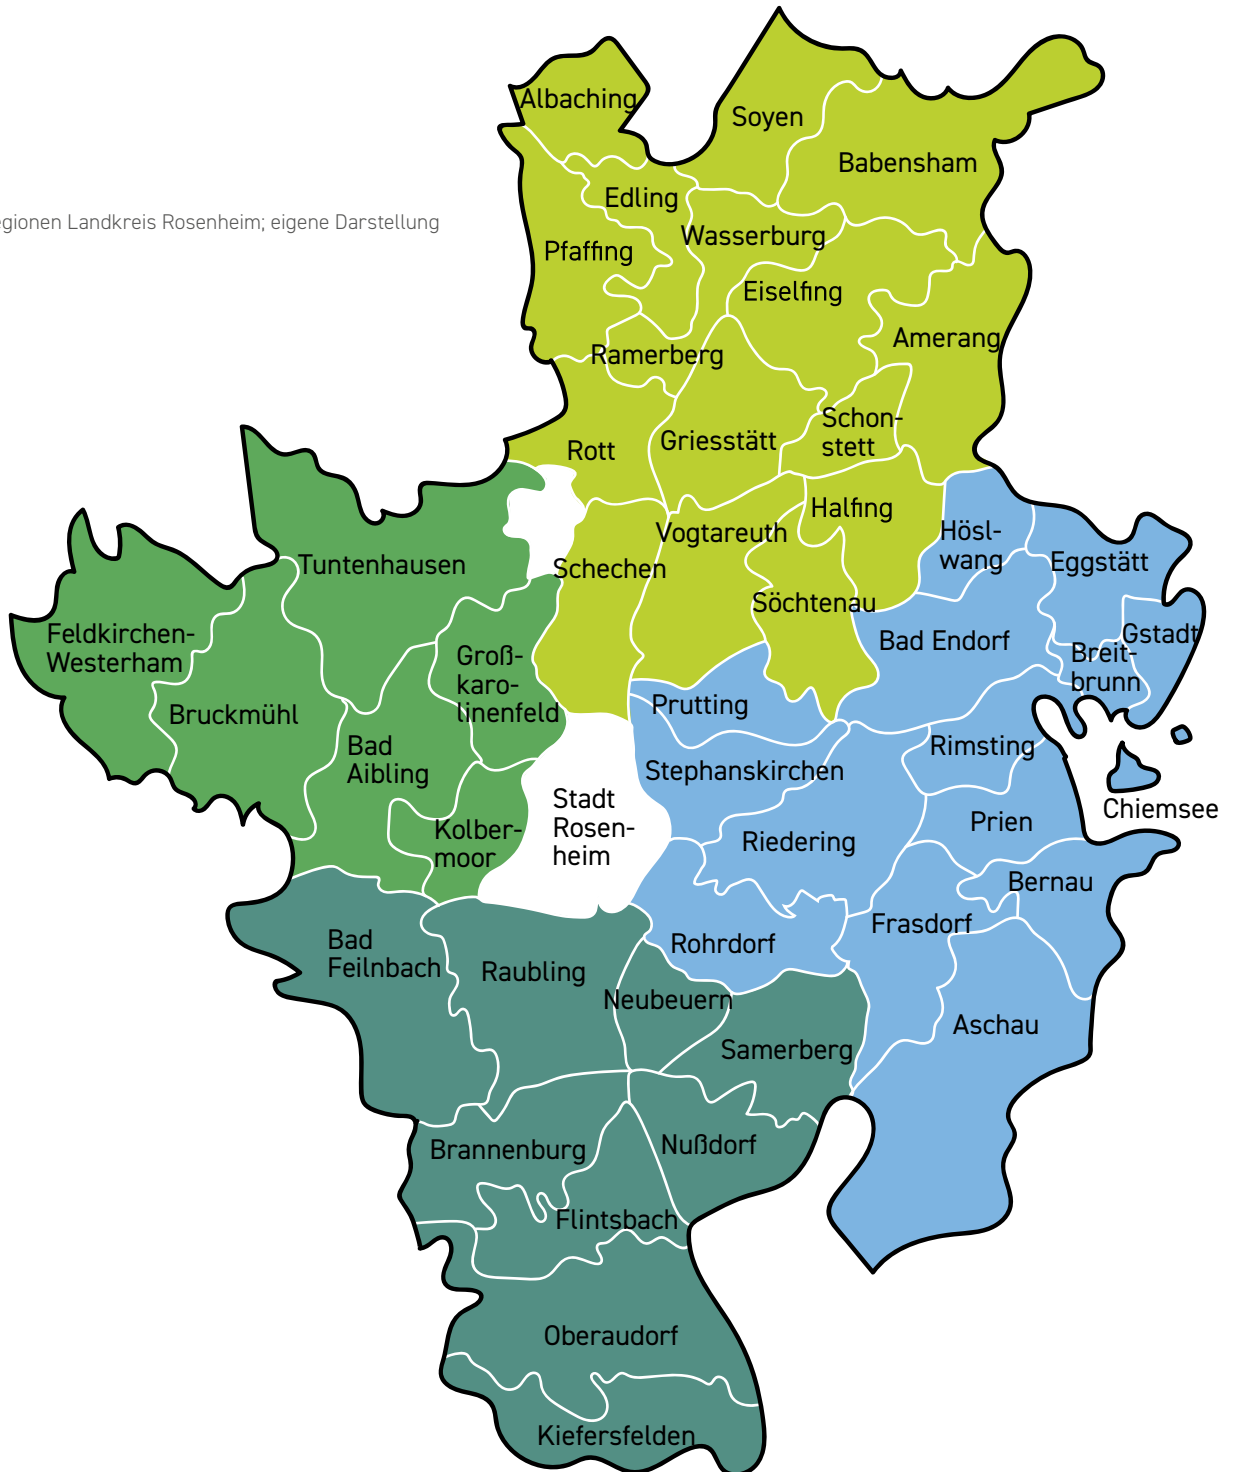 Albaching
Soyen
Babensham
Edling
egionen Landkreis Rosenheim; eigene Darstellung
Wasserburg
Pfaffing
Eiselfing
Amerang
Ramerberg
Schon-
stett
Griesstätt
Rott
Halfing
Vogtareuth
Hösl-
wang
Eggstätt
Tuntenhausen
Schechen
Söchtenau
Feldkirchen-
Westerham
Gstadt
Bad Endorf
Breit-
brunn
Groß-
karo-
linenfeld
Prutting
Bruckmühl
Bad
Aibling
Rimsting
Stephanskirchen
Chiemsee
Stadt
Rosen-
heim
Prien
Kolber-
moor
Riedering
Bernau
Frasdorf
Bad
Feilnbach
Rohrdorf
Raubling
Neubeuern
Aschau
Samerberg
Brannenburg
Nußdorf
Flintsbach
Oberaudorf
Kiefersfelden